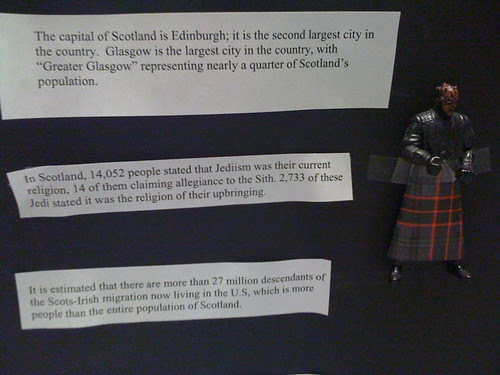 The capital of Scotland is Edinburgh; it is the second largest city in
the country. Glasgow is the largest city in the country, with
“Greater Glasgow” representing nearly a quarter of Scotland’s
population.
In Scotland, 14,052 people stated that Jediism was their current
religion, 14 of them claiming allegiance to the Sith. 2,733 of these
Jedi stated it was the religion of their upbringing.
It is estimated that there are more than 27 million descendants of
the Scots-Irish migration now living in the U.S, which is more
people than the entire population of Scotland.